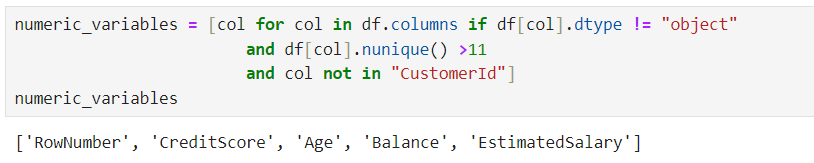 numeric_variables = [col for col in df.columns if df[col].dtype != "object"
and df[col].nunique() >11
and col not in "CustomerId"]
numeric_variables
['RowNumber', 'CreditScore', 'Age', 'Balance', 'EstimatedSalary']